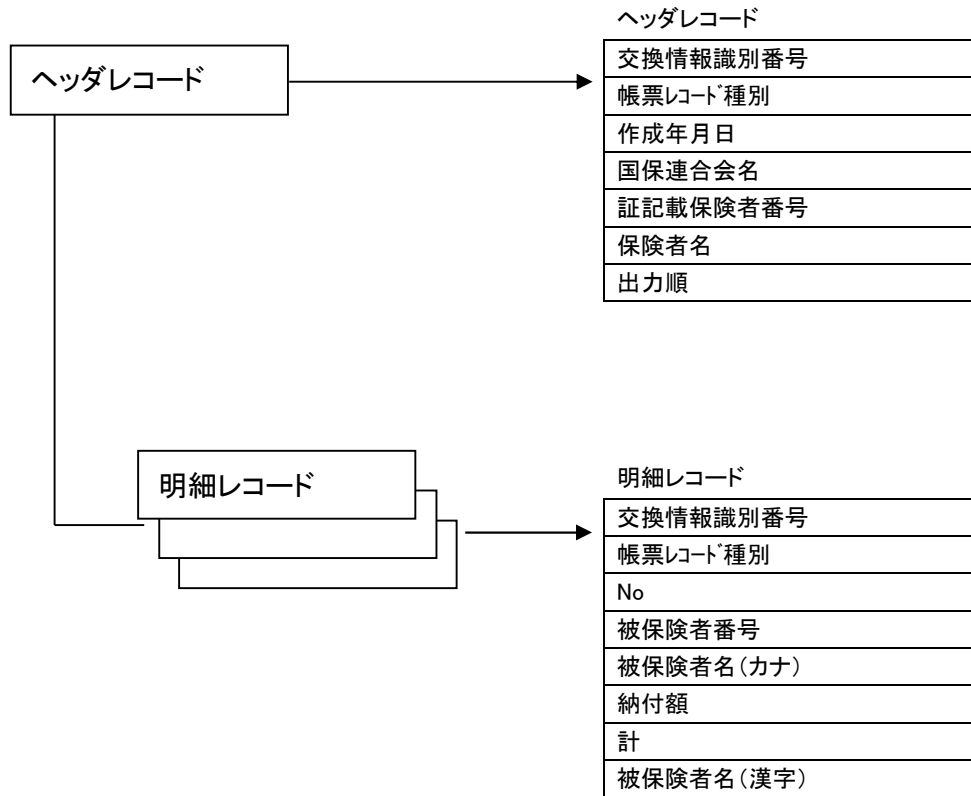 ヘッダレコード
ヘッダレコード
交換情報識別番号
帳票ﾚｺｰﾄﾞ種別
作成年月日
国保連合会名
証記載保険者番号
保険者名
出力順
明細レコード
明細レコード
交換情報識別番号
帳票ﾚｺｰﾄﾞ種別
No
被保険者番号
被保険者名(カナ)
納付額
計
被保険者名(漢字)